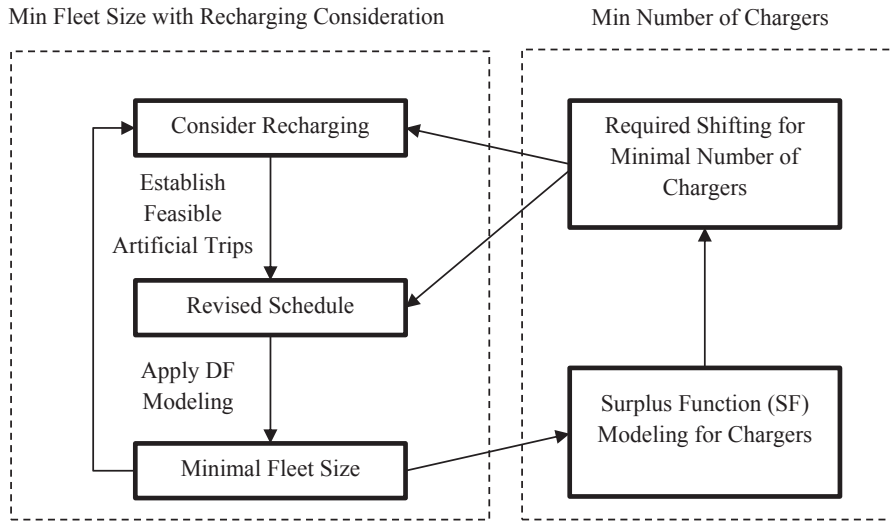 Min Fleet Size with Recharging Consideration
Min Number of Chargers
Consider Recharging
Establish
Feasible
Artificial Trips
Revised Schedule
Apply DF
Modeling
Minimal Fleet Size
Required Shifting for
Minimal Number of
Chargers
Surplus Function (SF)
Modeling for Chargers